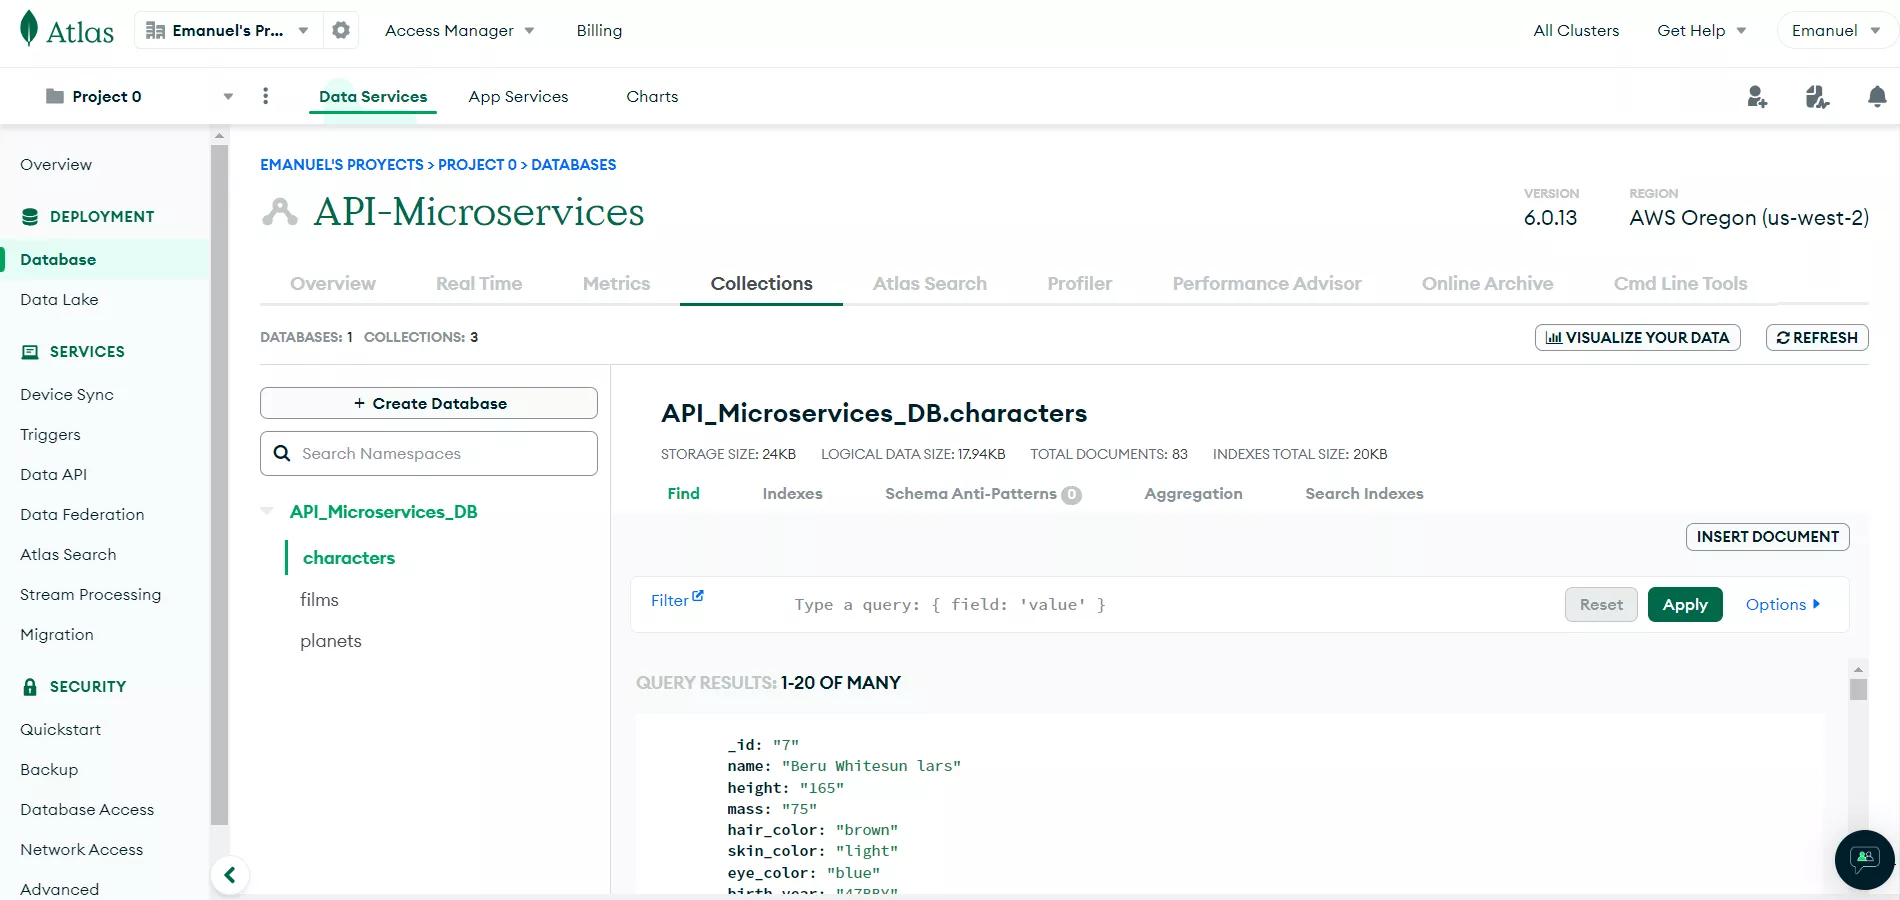 Atlas
Emanuel's Pr...
Access Manager
Billing
All Clusters
Get Help
Emanuel
Project 0
Data Services
App Services
Charts
Overview
DEPLOYMENT
Database
Data Lake
SERVICES
Device Sync
Triggers
Data API
Data Federation
Atlas Search
Stream Processing
Migration
SECURITY
Quickstart
Backup
Database Access
Network Access
Advanced
EMANUEL'S PROYECTS > PROJECT 0 > DATABASES
API-Microservices
VERSION
6.0.13
REGION
AWS Oregon (us-west-2)
Overview
Real Time
Metrics
Collections
Atlas Search
Profiler
Performance Advisor
Online Archive
Cmd Line Tools
DATABASES: 1 COLLECTIONS: 3
VISUALIZE YOUR DATA
REFRESH
+ Create Database
Search Namespaces
API_Microservices_DB
characters
films
planets
API_Microservices_DB.characters
STORAGE SIZE: 24KB LOGICAL DATA SIZE: 17.94KB TOTAL DOCUMENTS: 83 INDEXES TOTAL SIZE: 20KB
Find
Indexes
Schema Anti-Patterns 0
Aggregation
Search Indexes
INSERT DOCUMENT
Filter
Type a query: { field: 'value' }
Reset
Apply
Options
QUERY RESULTS: 1-20 OF MANY
_id: "7"
name: "Beru Whitesun lars"
height: "165"
mass: "75"
hair_color: "brown"
skin_color: "light"
eye_color: "blue"
birth_year: "47BBY"